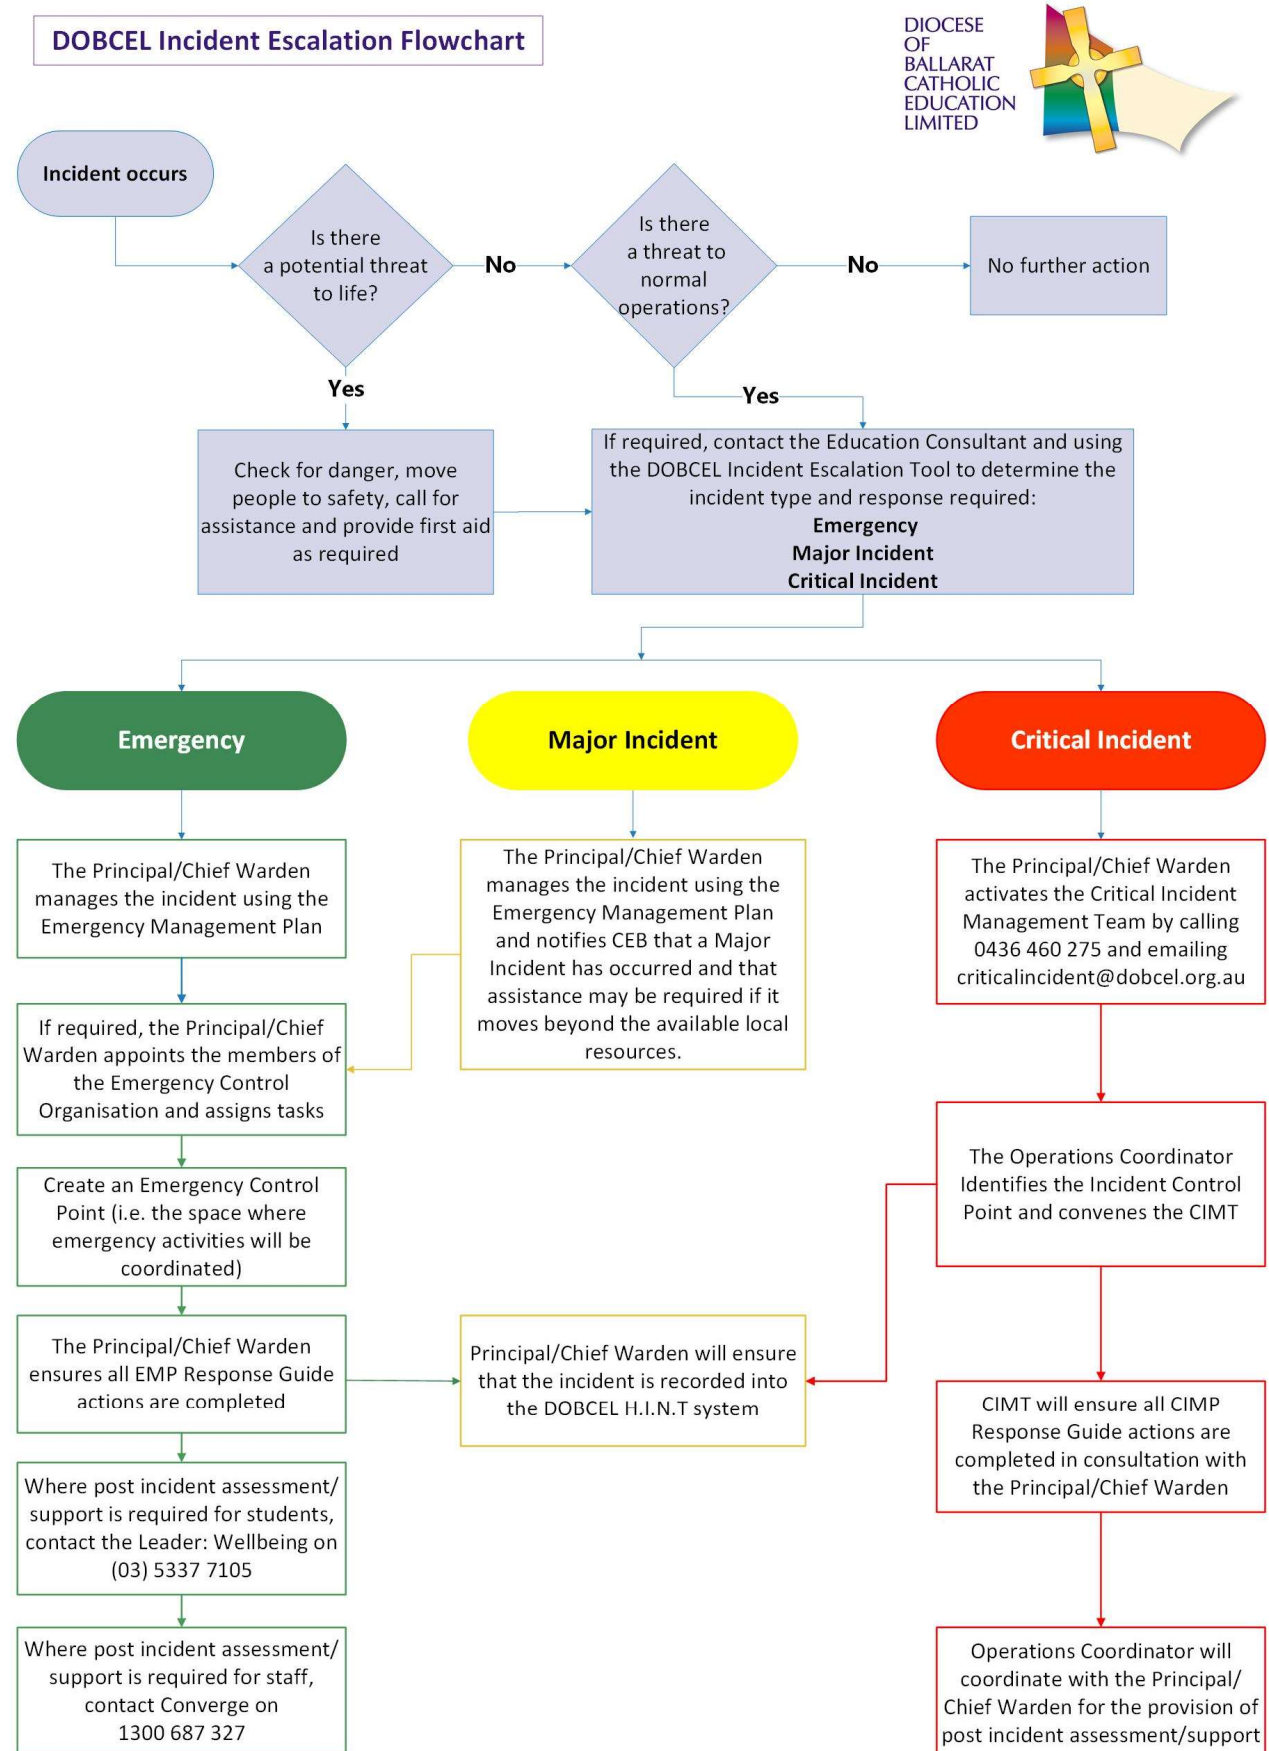 DOBCEL Incident Escalation Flowchart
DIOCESE
OF
BALLARAT
CATHOLIC
EDUCATION
LIMITED
Incident occurs
Is there
a potential threat
to life?
No
Is there
a threat to
normal
operations?
No
No further action
Yes
Yes
Check for danger, move
people to safety, call for
assistance and provide first aid
as required
If required, contact the Education Consultant and using
the DOBCEL Incident Escalation Tool to determine the
incident type and response required:
Emergency
Major Incident
Critical Incident
Emergency
The Principal/Chief Warden
manages the incident using the
Emergency Management Plan
If required, the Principal/Chief
Warden appoints the members of
the Emergency Control
Organisation and assigns tasks
Create an Emergency Control
Point (i.e. the space where
emergency activities will be
coordinated)
The Principal/Chief Warden
ensures all EMP Response Guide
actions are completed
Where post incident assessment/
support is required for students,
contact the Leader: Wellbeing on
(03) 5337 7105
Where post incident assessment/
support is required for staff,
contact Converge on
1300 687 327
Major Incident
The Principal/Chief Warden
manages the incident using the
Emergency Management Plan
and notifies CEB that a Major
Incident has occurred and that
assistance may be required if it
moves beyond the available local
resources.
Principal/Chief Warden will ensure
that the incident is recorded into
the DOBCEL H.I.N.T system
Critical Incident
The Principal/Chief Warden
activates the Critical Incident
Management Team by calling
0436 460 275 and emailing
criticalincident@dobcel.org.au
The Operations Coordinator
Identifies the Incident Control
Point and convenes the CIMT
CIMT will ensure all CIMP
Response Guide actions are
completed in consultation with
the Principal/Chief Warden
Operations Coordinator will
coordinate with the Principal/
Chief Warden for the provision of
post incident assessment/support